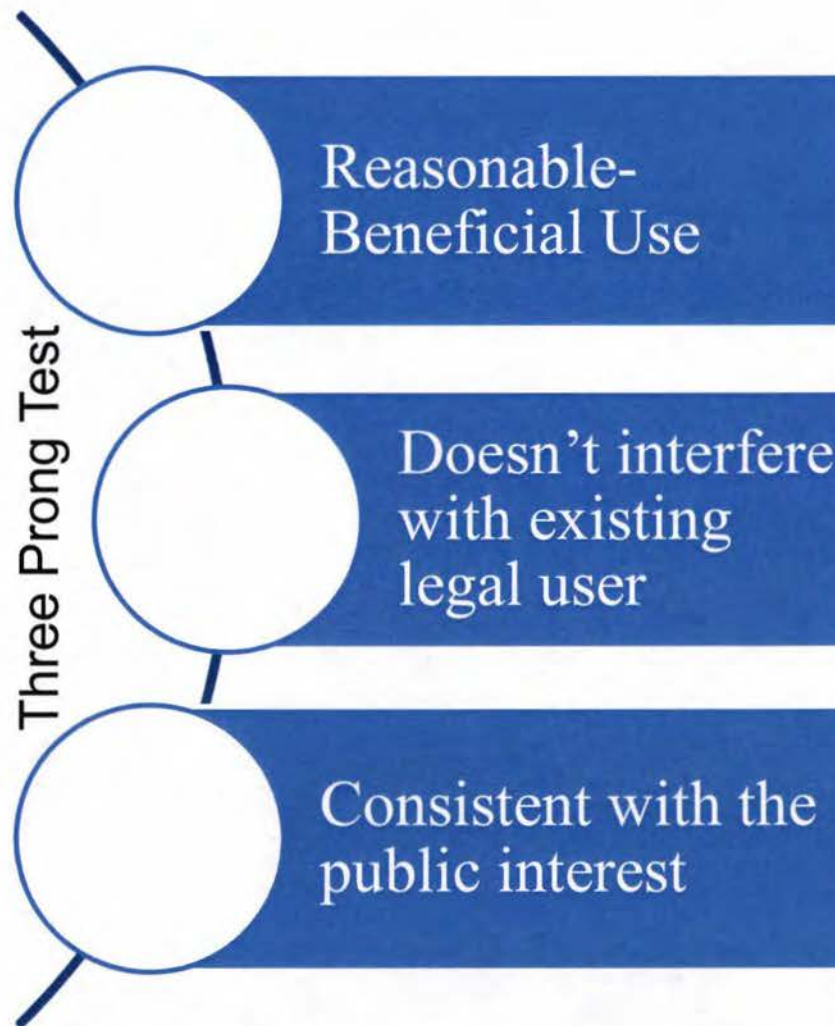 Three Prong Test
Reasonable-
Beneficial Use
Doesn't interfere
with existing
legal user
Consistent with the
public interest